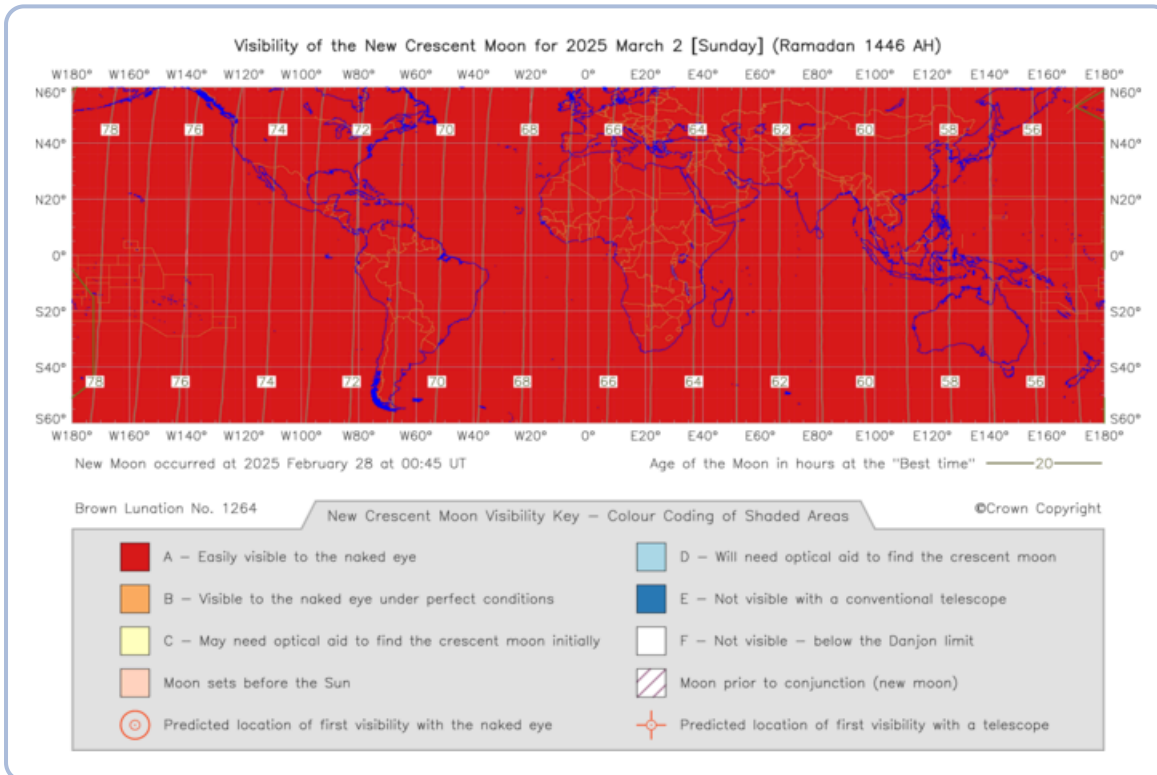 Visibility of the New Crescent Moon for 2025 March 2 [Sunday] (Ramadan 1446 AH)
W180° W160° W140° W120° W100° W80° W60° W40° W20° 0° E20° E40° E60° E80° E100° E120° E140° E160° E180°
N60° N60°
78 76 74 72 70 68 66 64 62 60 58 56
N40° N40°
N20° N20°
0° 0°
S20° S20°
S40° S40°
78 76 74 72 70 68 66 64 62 60 58 56
S60° S60°
W180° W160° W140° W120° W100° W80° W60° W40° W20° 0° E20° E40° E60° E80° E100° E120° E140° E160° E180°
New Moon occurred at 2025 February 28 at 00:45 UT
Age of the Moon in hours at the "Best time" 20
Brown Lunation No. 1264
©Crown Copyright
New Crescent Moon Visibility Key – Colour Coding of Shaded Areas
A – Easily visible to the naked eye
B – Visible to the naked eye under perfect conditions
C – May need optical aid to find the crescent moon initially
Moon sets before the Sun
Predicted location of first visibility with the naked eye
D – Will need optical aid to find the crescent moon
E – Not visible with a conventional telescope
F – Not visible – below the Danjon limit
Moon prior to conjunction (new moon)
Predicted location of first visibility with a telescope